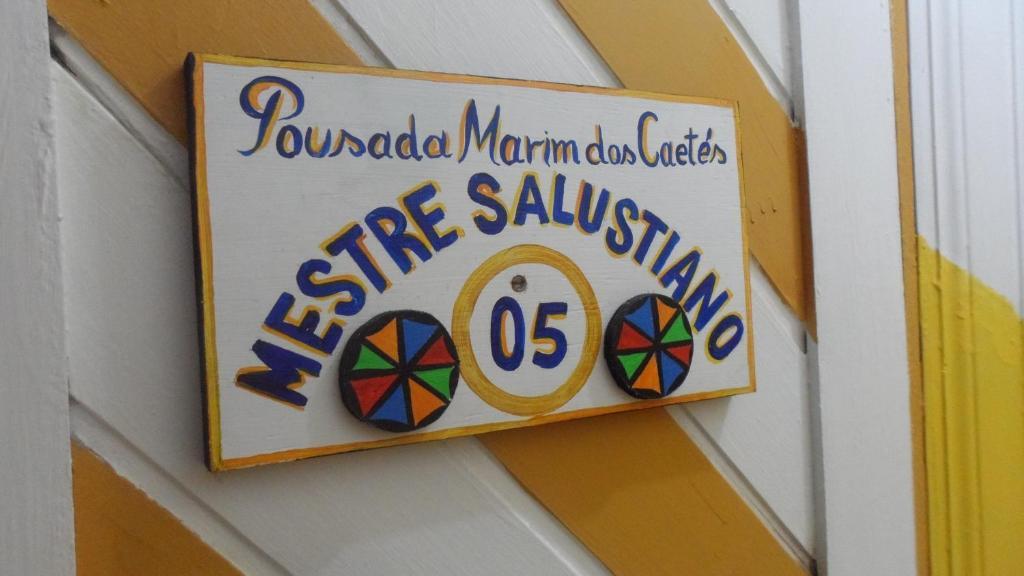 Pousada Marim dos Caetés
MESTRE SALUSTIANO
05